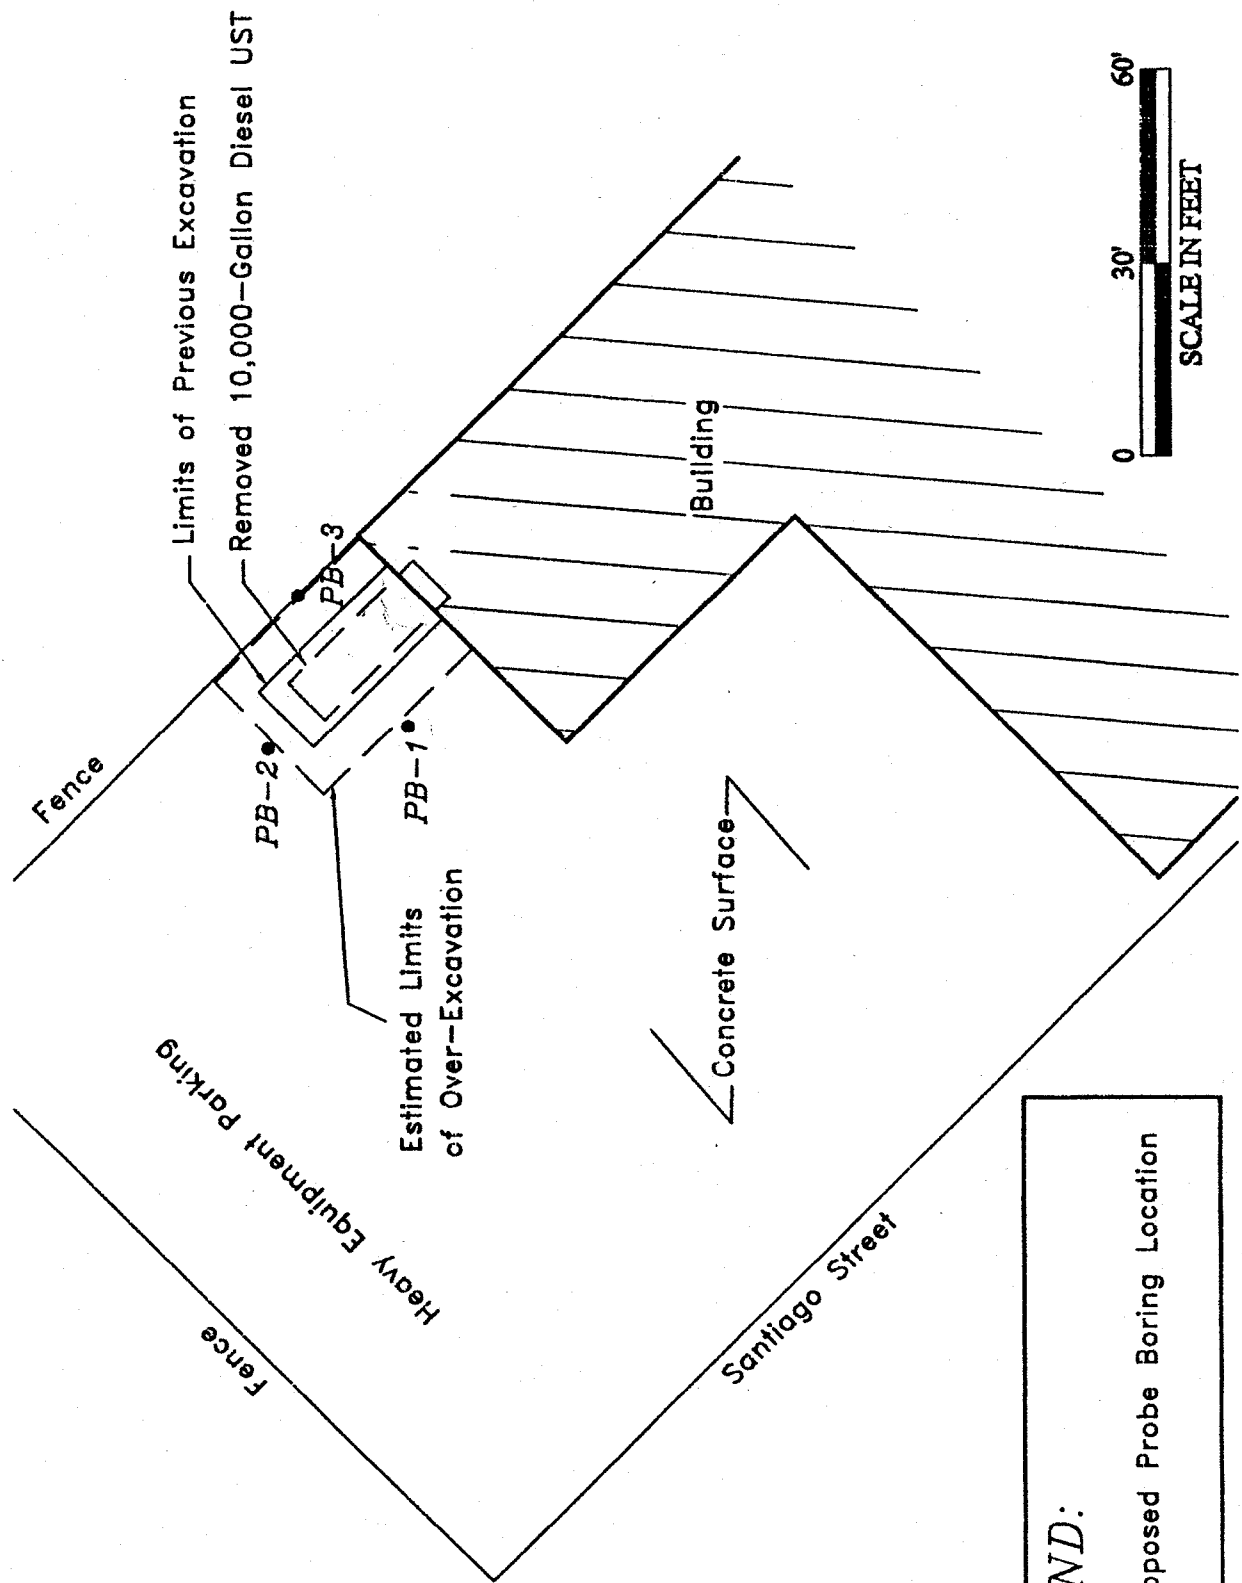 Limits of Previous Excavation
Removed 10,000-Gallon Diesel UST
Fence
PB-3
PB-2
PB-1
Estimated Limits
of Over-Excavation
Heavy Equipment Parking
Fence
Building
Concrete Surface
Santiago Street
0 30' 60'
SCALE IN FEET
ND:
oposed Probe Boring Location